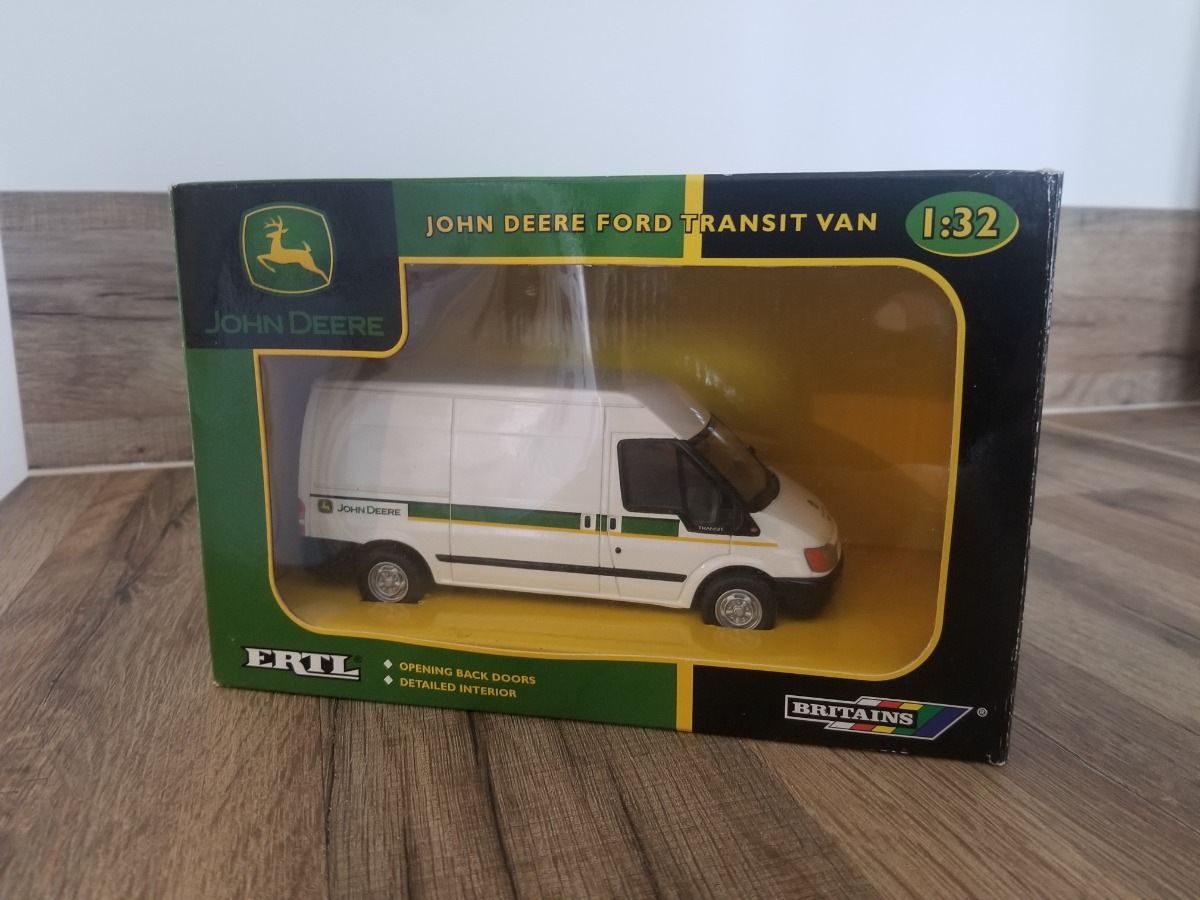 JOHN DEERE FORD TRANSIT VAN
1:32
JOHN DEERE
JOHN DEERE
TRANSIT
ERTL®
OPENING BACK DOORS
DETAILED INTERIOR
BRITAINS®